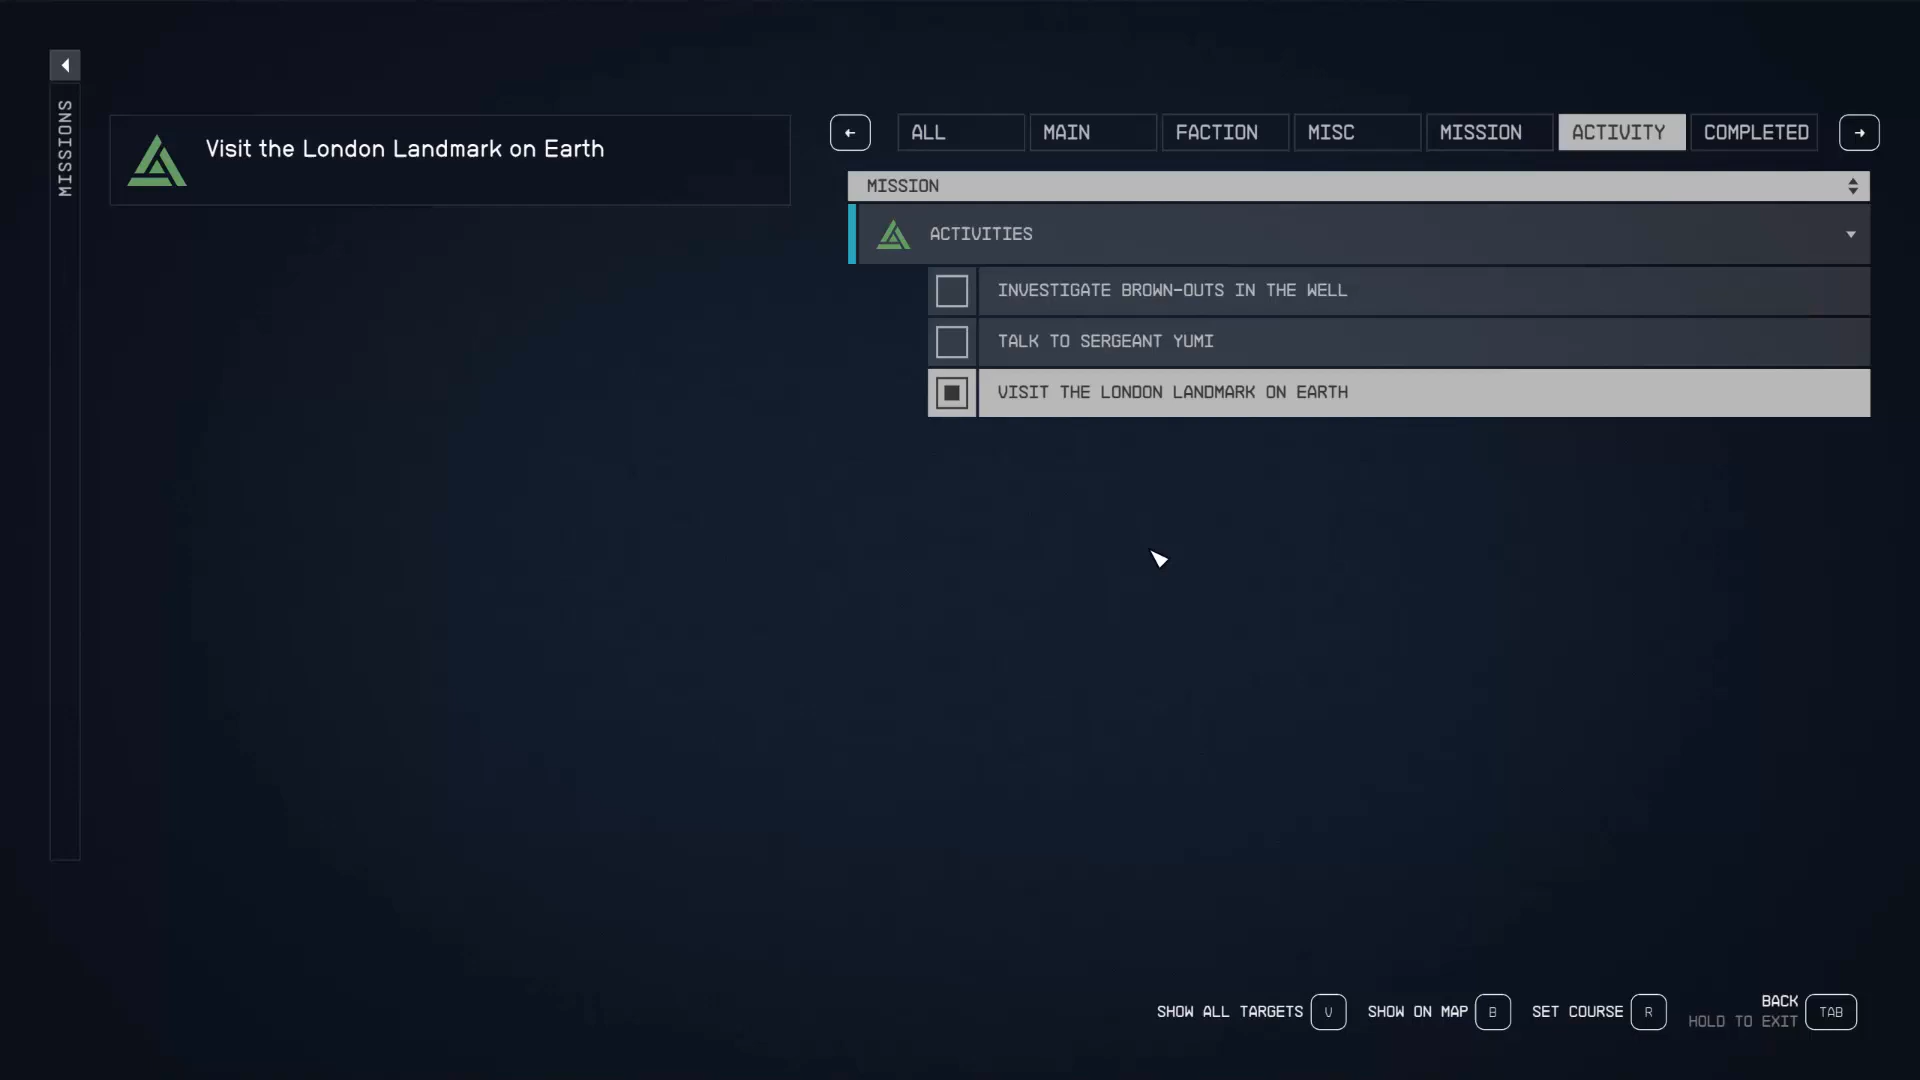 MISSIONS
Visit the London Landmark on Earth
ALL
MAIN
FACTION
MISC
MISSION
ACTIVITY
COMPLETED
MISSION
ACTIVITIES
INVESTIGATE BROWN-OUTS IN THE WELL
TALK TO SERGEANT YUMI
VISIT THE LONDON LANDMARK ON EARTH
SHOW ALL TARGETS V
SHOW ON MAP B
SET COURSE R
BACK
HOLD TO EXIT
TAB